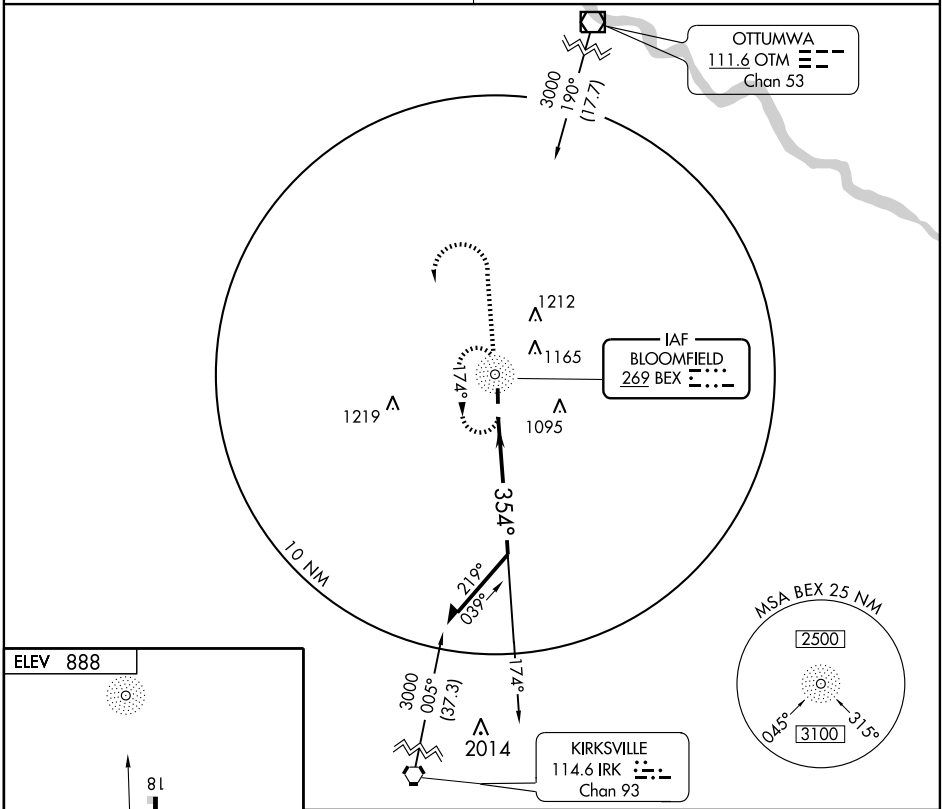 OTTUMWA
111.6 OTM
Chan 53
3000
190°
(17.7)
1212
1165
IAF
BLOOMFIELD
269 BEX
174°
1219
1095
354°
10 NM
219°
039°
MSA BEX 25 NM
2500
045°
315°
3100
ELEV 888
3000
005°
(37.3)
174°
2014
KIRKSVILLE
114.6 IRK
Chan 93
18